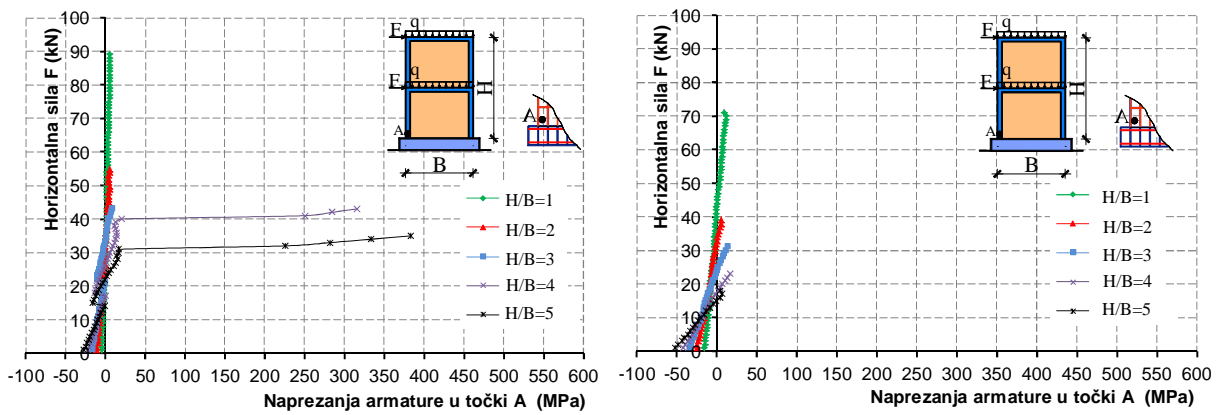 Horizontalna sila F (kN)
100
90
80
70
60
50
40
30
20
10
0
-100 -50 0 50 100 150 200 250 300 350 400 450 500 550 600
Naprezanja armature u točki A (MPa)
q
F
q
F
H
A
B
A
H/B=1
H/B=2
H/B=3
H/B=4
H/B=5
Horizontalna sila F (kN)
100
90
80
70
60
50
40
30
20
10
0
-100 -50 0 50 100 150 200 250 300 350 400 450 500 550 600
Naprezanja armature u točki A (MPa)
q
F
q
F
H
A
B
A
H/B=1
H/B=2
H/B=3
H/B=4
H/B=5